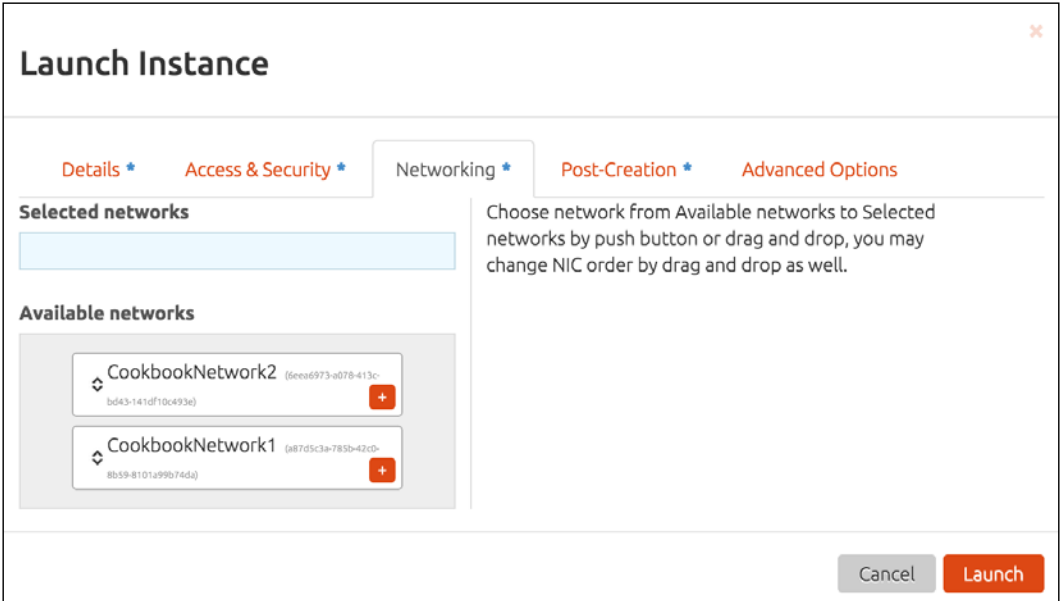 Launch Instance
Details *
Access & Security *
Networking *
Post-Creation *
Advanced Options
Selected networks
Choose network from Available networks to Selected
networks by push button or drag and drop, you may
change NIC order by drag and drop as well.
Available networks
CookbookNetwork2 (6eea6973-a078-413c-
bd43-141df10c493e)
+
CookbookNetwork1 (a87d5c3a-785b-42c0-
8b59-8101a99b74da)
+
Cancel
Launch